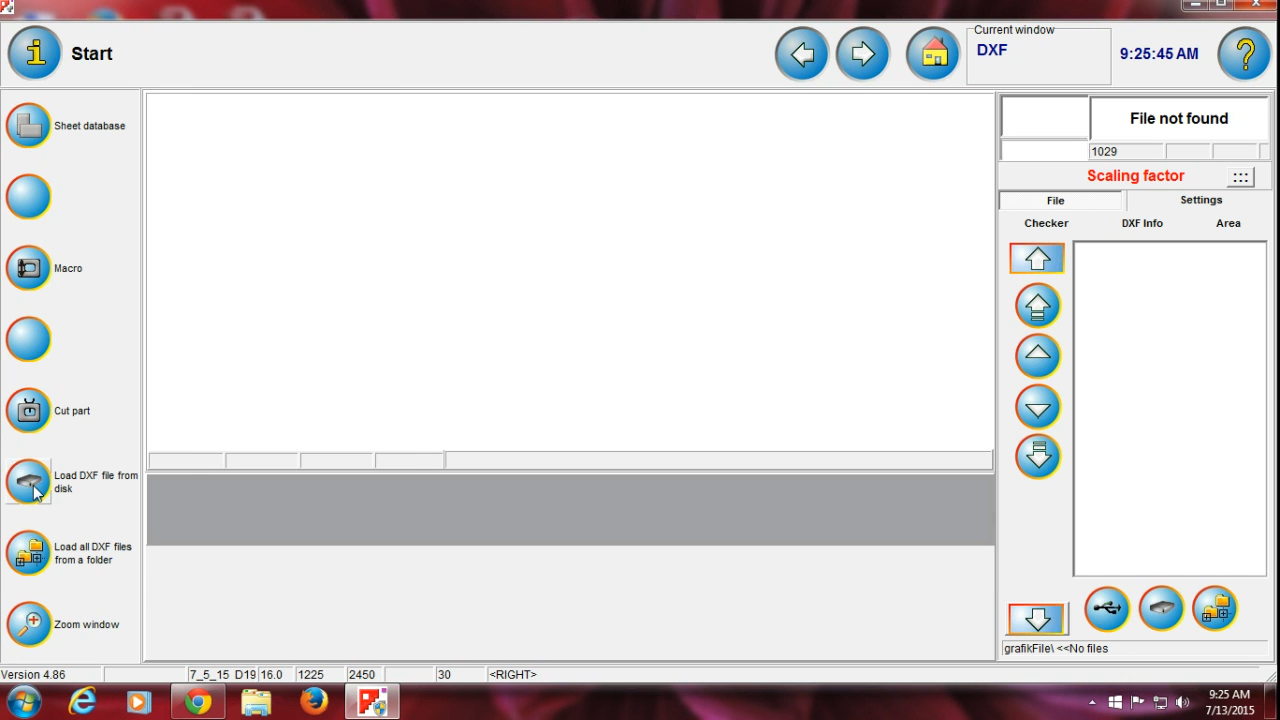 Start
Current window
DXF
9:25:45 AM
Sheet database
Macro
Cut part
Load DXF file from
disk
Load all DXF files
from a folder
Zoom window
File not found
1029
Scaling factor
File
Settings
Checker
DXF Info
Area
grafikFile\ <<No files
Version 4.86
7_5_15 D19
16.0
1225
2450
30
<RIGHT>
9:25 AM
7/13/2015